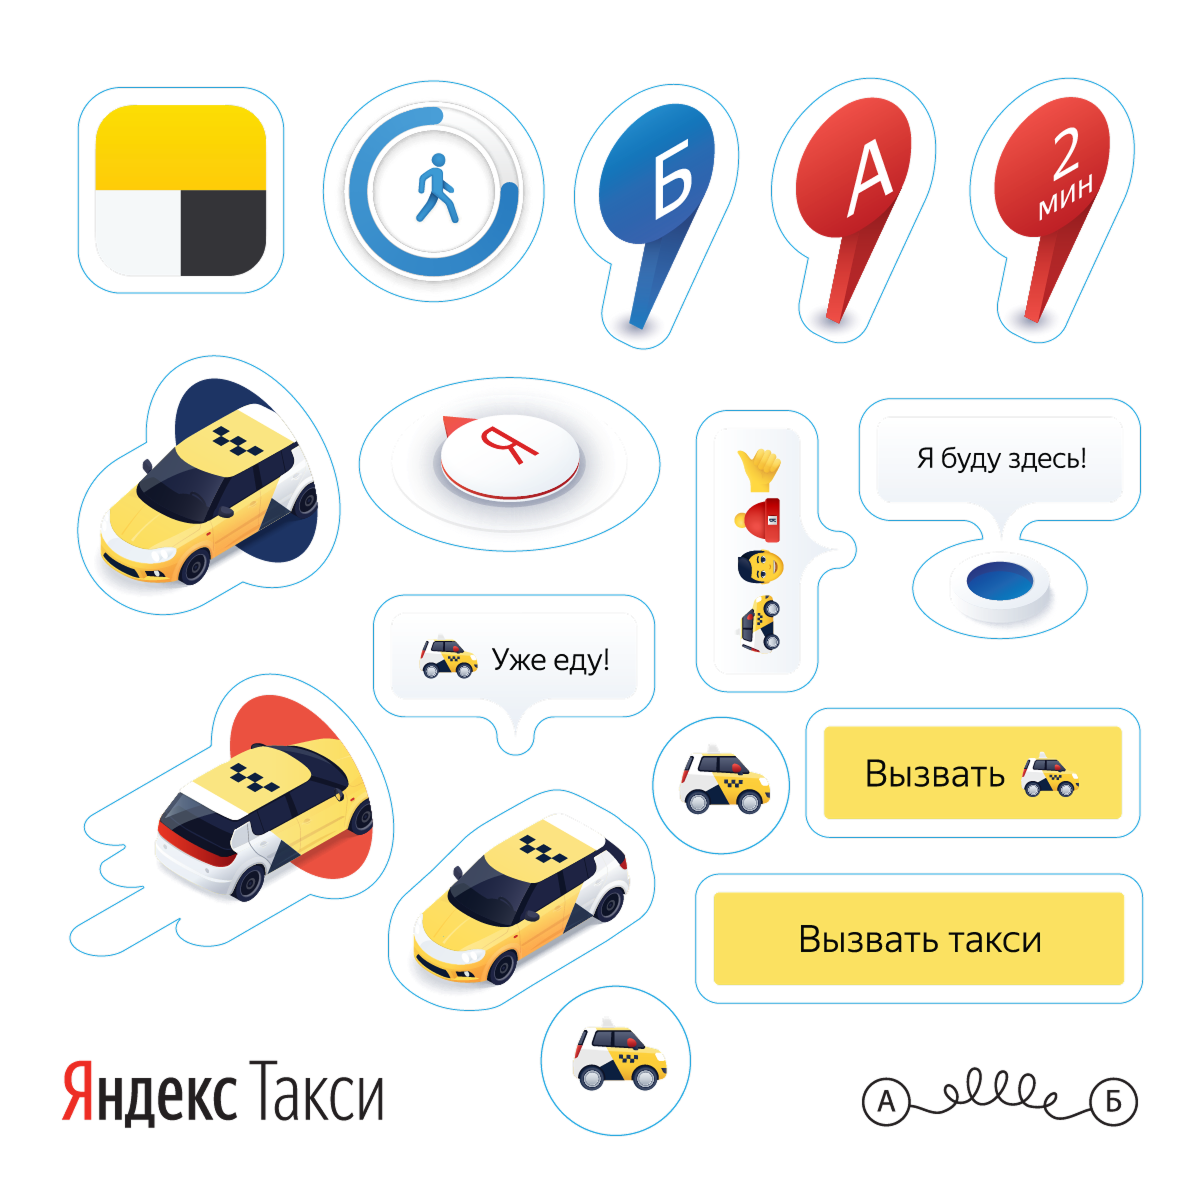 Б
А
2
мин
Я
Я буду здесь!
Уже еду!
Вызвать
Вызвать такси
Яндекс Такси
А Б